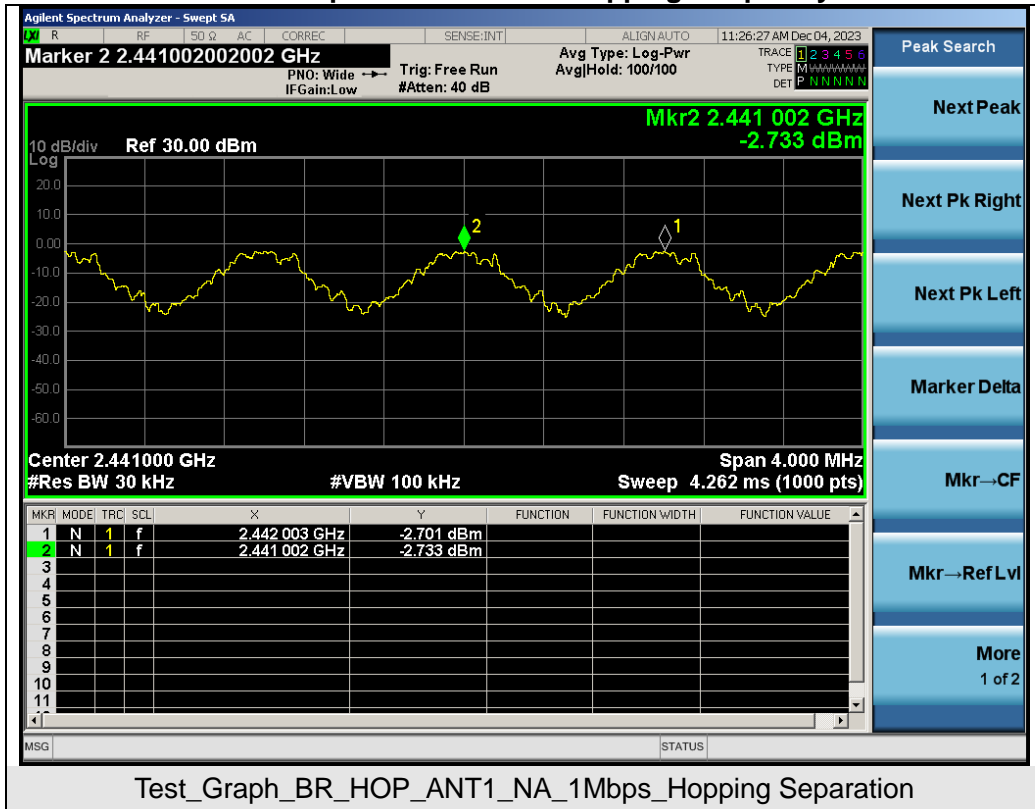 Agilent Spectrum Analyzer - Swept SA
LXI R RF 50 Ω AC CORREC SENSE:INT ALIGN AUTO 11:26:27 AM Dec 04, 2023
Marker 2 2.441002002002 GHz
PNO: Wide
IFGain:Low
Trig: Free Run
#Atten: 40 dB
Avg Type: Log-Pwr
Avg|Hold: 100/100
TRACE 1 2 3 4 5 6
TYPE M WWWWW
DET P N N N N N
Peak Search
Mkr2 2.441 002 GHz
-2.733 dBm
10 dB/div Ref 30.00 dBm
Log
20.0
10.0
0.00
-10.0
-20.0
-30.0
-40.0
-50.0
-60.0
2
1
Center 2.441000 GHz Span 4.000 MHz
#Res BW 30 kHz #VBW 100 kHz Sweep 4.262 ms (1000 pts)
MKR MODE TRC SCL X Y FUNCTION FUNCTION WIDTH FUNCTION VALUE
1 N 1 f 2.442 003 GHz -2.701 dBm
2 N 1 f 2.441 002 GHz -2.733 dBm
3
4
5
6
7
8
9
10
11
MSG STATUS
Next Peak
Next Pk Right
Next Pk Left
Marker Delta
Mkr→CF
Mkr→Ref Lvl
More
1 of 2
Test_Graph_BR_HOP_ANT1_NA_1Mbps_Hopping Separation